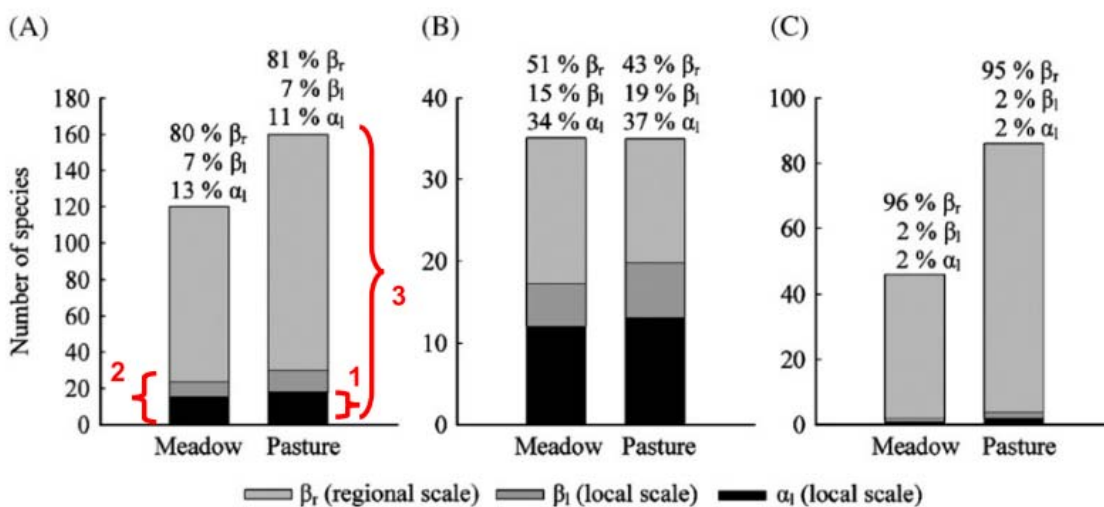 (A)
81 % βr
7 % βl
11 % αl
80 % βr
7 % βl
13 % αl
180
160
140
120
100
80
60
40
20
0
Number of species
3
2
1
Meadow
Pasture
(B)
51 % βr
15 % βl
34 % αl
43 % βr
19 % βl
37 % αl
40
30
20
10
0
Meadow
Pasture
(C)
95 % βr
2 % βl
2 % αl
96 % βr
2 % βl
2 % αl
100
80
60
40
20
0
Meadow
Pasture
βr (regional scale)
βl (local scale)
αl (local scale)